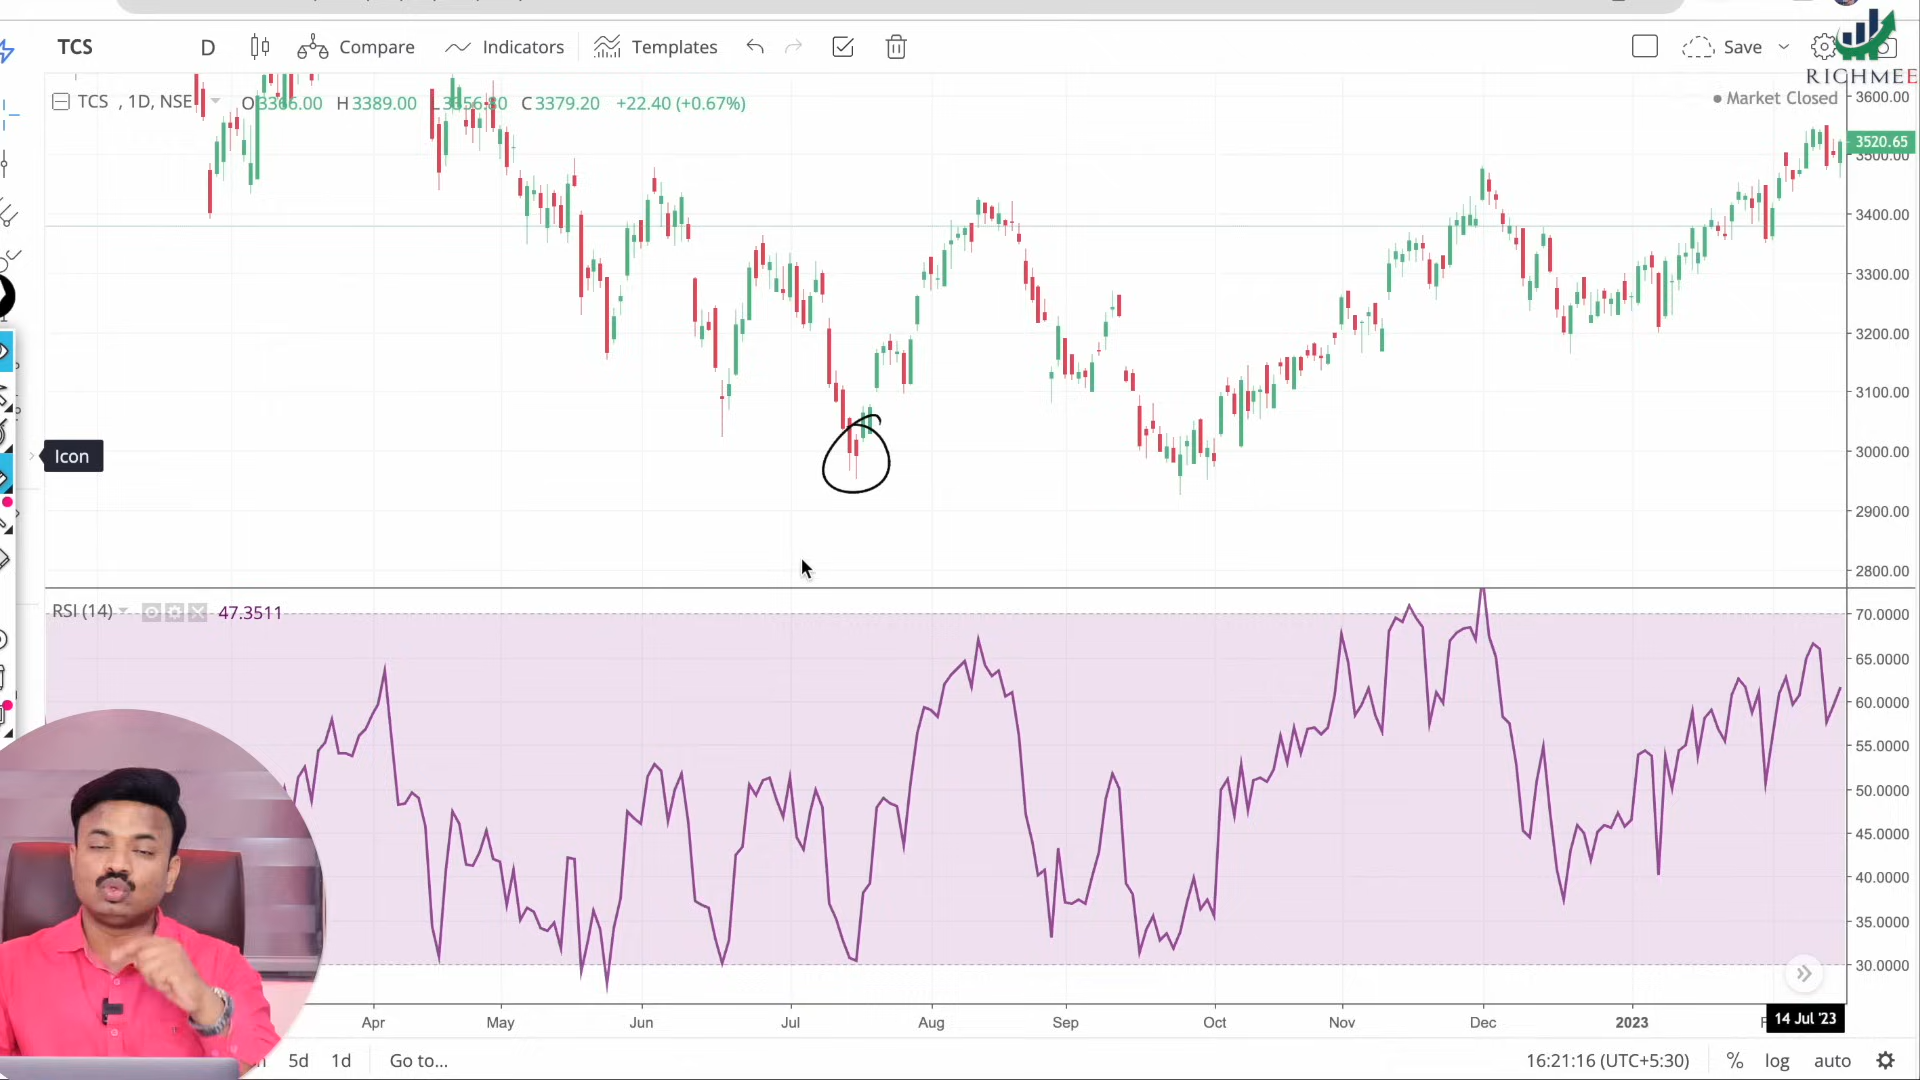 TCS D Compare Indicators Templates Save
RICHMEE
TCS , 1D, NSE O3366.00 H3389.00 L3356.80 C3379.20 +22.40 (+0.67%)
Market Closed
3600.00
3520.65
3500.00
3400.00
3300.00
3200.00
3100.00
3000.00
2900.00
2800.00
Icon
RSI (14) 47.3511
70.0000
65.0000
60.0000
55.0000
50.0000
45.0000
40.0000
35.0000
30.0000
Apr May Jun Jul Aug Sep Oct Nov Dec 2023 14 Jul '23
5d 1d Go to... 16:21:16 (UTC+5:30) % log auto